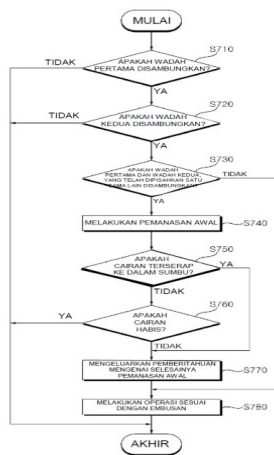 MULAI
S710
TIDAK
APAKAH WADAH
PERTAMA DISAMBUNGKAN?
YA
S720
TIDAK
APAKAH WADAH
KEDUA DISAMBUNGKAN?
YA
S730
APAKAH WADAH
PERTAMA DAN WADAH KEDUA
YANG TELAH DIPISAHKAN SATU
SAMA LAIN DISAMBUNGKAN?
TIDAK
YA
MELAKUKAN PEMANASAN AWAL
S740
S750
APAKAH
CAIRAN TERSERAP
KE DALAM SUMBU?
YA
TIDAK
S760
YA
APAKAH
CAIRAN
HABIS?
TIDAK
MENGELUARKAN PEMBERITAHUAN
MENGENAI SELESAINYA
PEMANASAN AWAL
S770
MELAKUKAN OPERASI SESUAI
DENGAN EMBUSAN
S780
AKHIR